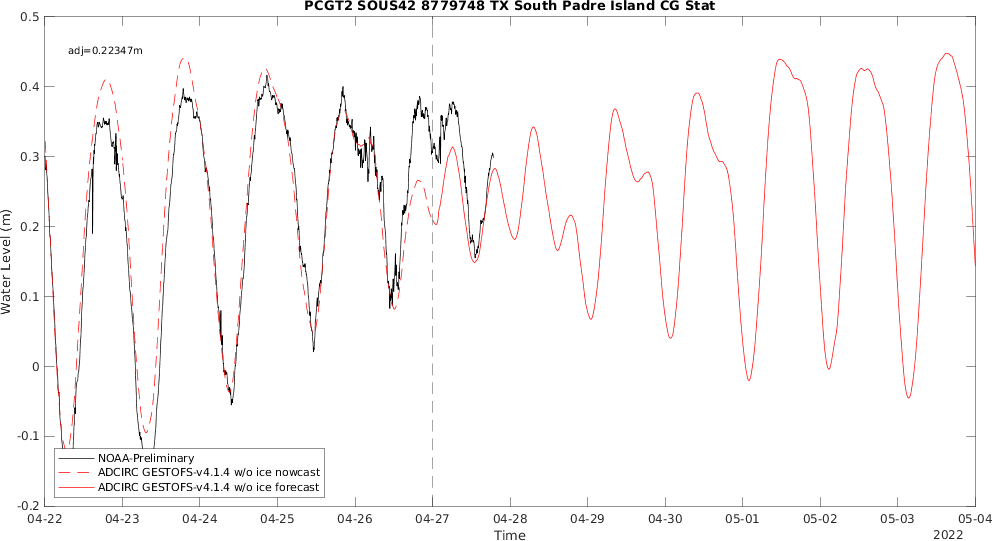 PCGT2 SOUS42 8779748 TX South Padre Island CG Stat
adj=0.22347m
0.5
0.4
0.3
0.2
0.1
0
-0.1
-0.2
Water Level (m)
NOAA-Preliminary
ADCIRC GESTOFS-v4.1.4 w/o ice nowcast
ADCIRC GESTOFS-v4.1.4 w/o ice forecast
04-22 04-23 04-24 04-25 04-26 04-27 04-28 04-29 04-30 05-01 05-02 05-03 05-04
Time
2022